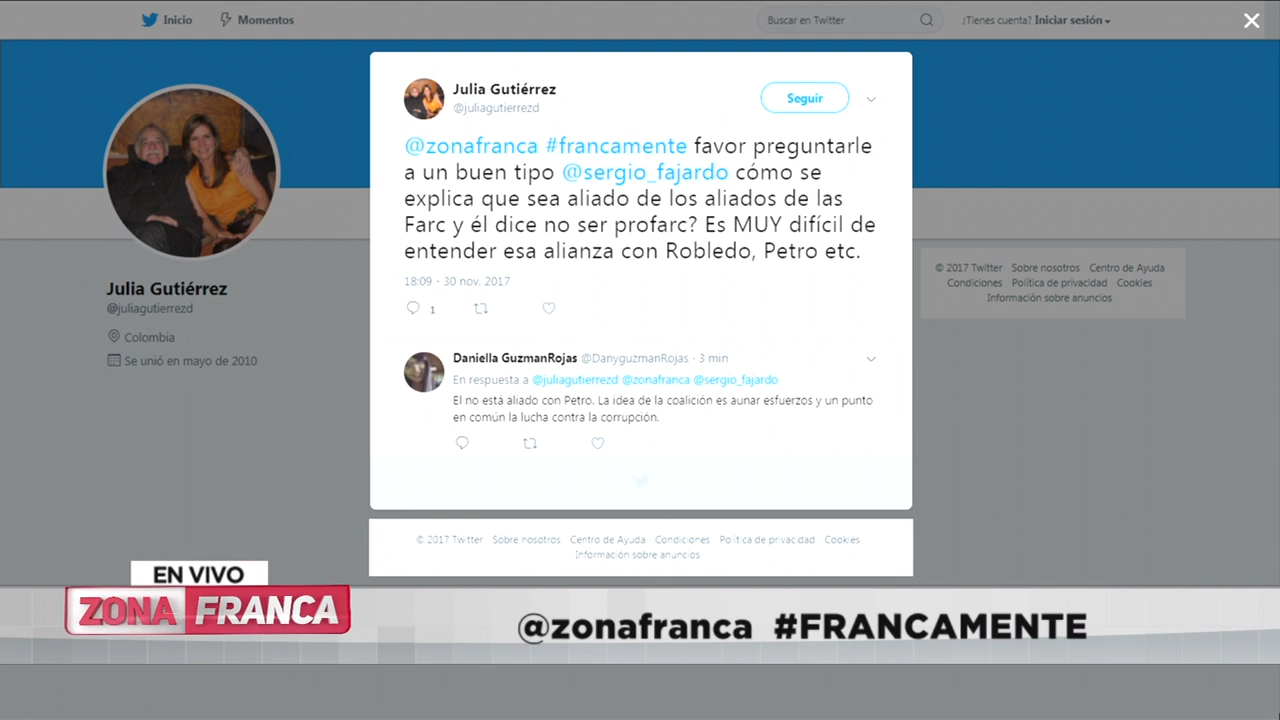 Inicio
Momentos
Buscar en Twitter
¿Tienes cuenta? Iniciar sesión
Julia Gutiérrez
@juliagutierrezd
Seguir
@zonafranca #francamente favor preguntarle
a un buen tipo @sergio_fajardo cómo se
explica que sea aliado de los aliados de las
Farc y él dice no ser profarc? Es MUY difícil de
entender esa alianza con Robledo, Petro etc.
18:09 - 30 nov. 2017
1
Julia Gutiérrez
@juliagutierrezd
Colombia
Se unió en mayo de 2010
© 2017 Twitter Sobre nosotros Centro de Ayuda
Condiciones Política de privacidad Cookies
Información sobre anuncios
Daniella GuzmanRojas @DanyguzmanRojas · 3 min
En respuesta a @juliagutierrezd @zonafranca @sergio_fajardo
El no está aliado con Petro. La idea de la coalición es aunar esfuerzos y un punto
en común la lucha contra la corrupción.
© 2017 Twitter Sobre nosotros Centro de Ayuda Condiciones Política de privacidad Cookies
Información sobre anuncios
EN VIVO
ZONA FRANCA
@zonafranca #FRANCAMENTE